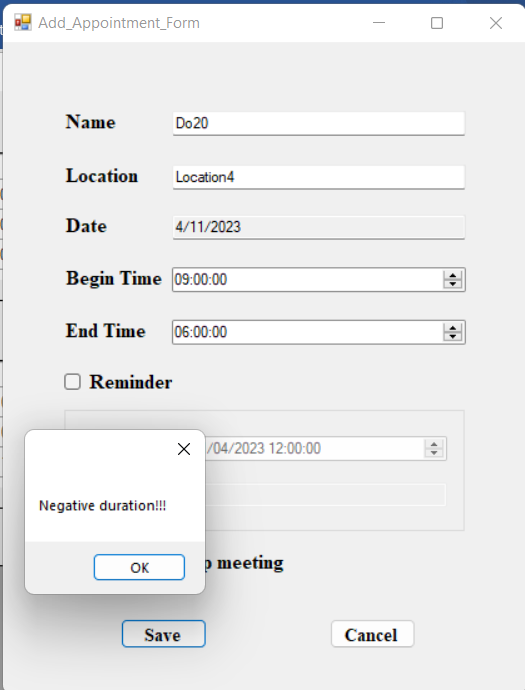 Add_Appointment_Form
Name Do20
Location Location4
Date 4/11/2023
Begin Time 09:00:00
End Time 06:00:00
Reminder
/04/2023 12:00:00
Negative duration!!!
OK
meeting
Save Cancel